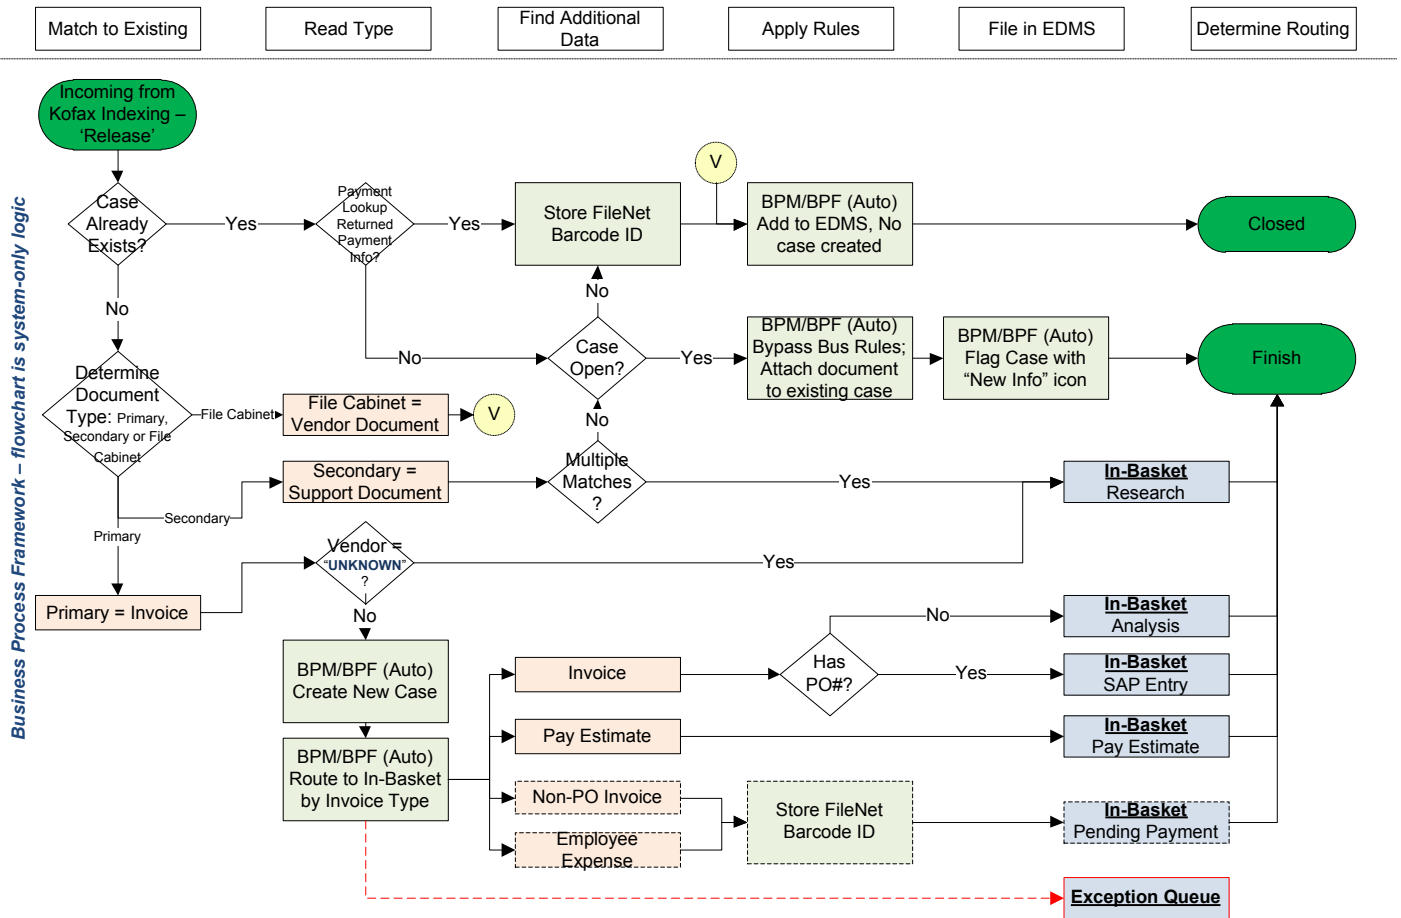 Match to Existing
Read Type
Find Additional
Data
Apply Rules
File in EDMS
Determine Routing
Business Process Framework – flowchart is system-only logic
Incoming from
Kofax Indexing –
‘Release’
Case
Already
Exists?
Yes
Payment
Lookup
Returned
Payment
Info?
Yes
Store FileNet
Barcode ID
V
BPM/BPF (Auto)
Add to EDMS, No
case created
Closed
No
No
No
Case
Open?
Yes
BPM/BPF (Auto)
Bypass Bus Rules;
Attach document
to existing case
BPM/BPF (Auto)
Flag Case with
“New Info” icon
Finish
Determine
Document
Type: Primary,
Secondary or File
Cabinet
File Cabinet
File Cabinet =
Vendor Document
V
No
Secondary
Secondary =
Support Document
Multiple
Matches
?
Yes
In-Basket
Research
Primary
Primary = Invoice
Vendor =
“UNKNOWN”
?
Yes
No
BPM/BPF (Auto)
Create New Case
BPM/BPF (Auto)
Route to In-Basket
by Invoice Type
Invoice
Has
PO#?
No
In-Basket
Analysis
Yes
In-Basket
SAP Entry
Pay Estimate
In-Basket
Pay Estimate
Non-PO Invoice
Employee
Expense
Store FileNet
Barcode ID
In-Basket
Pending Payment
Exception Queue